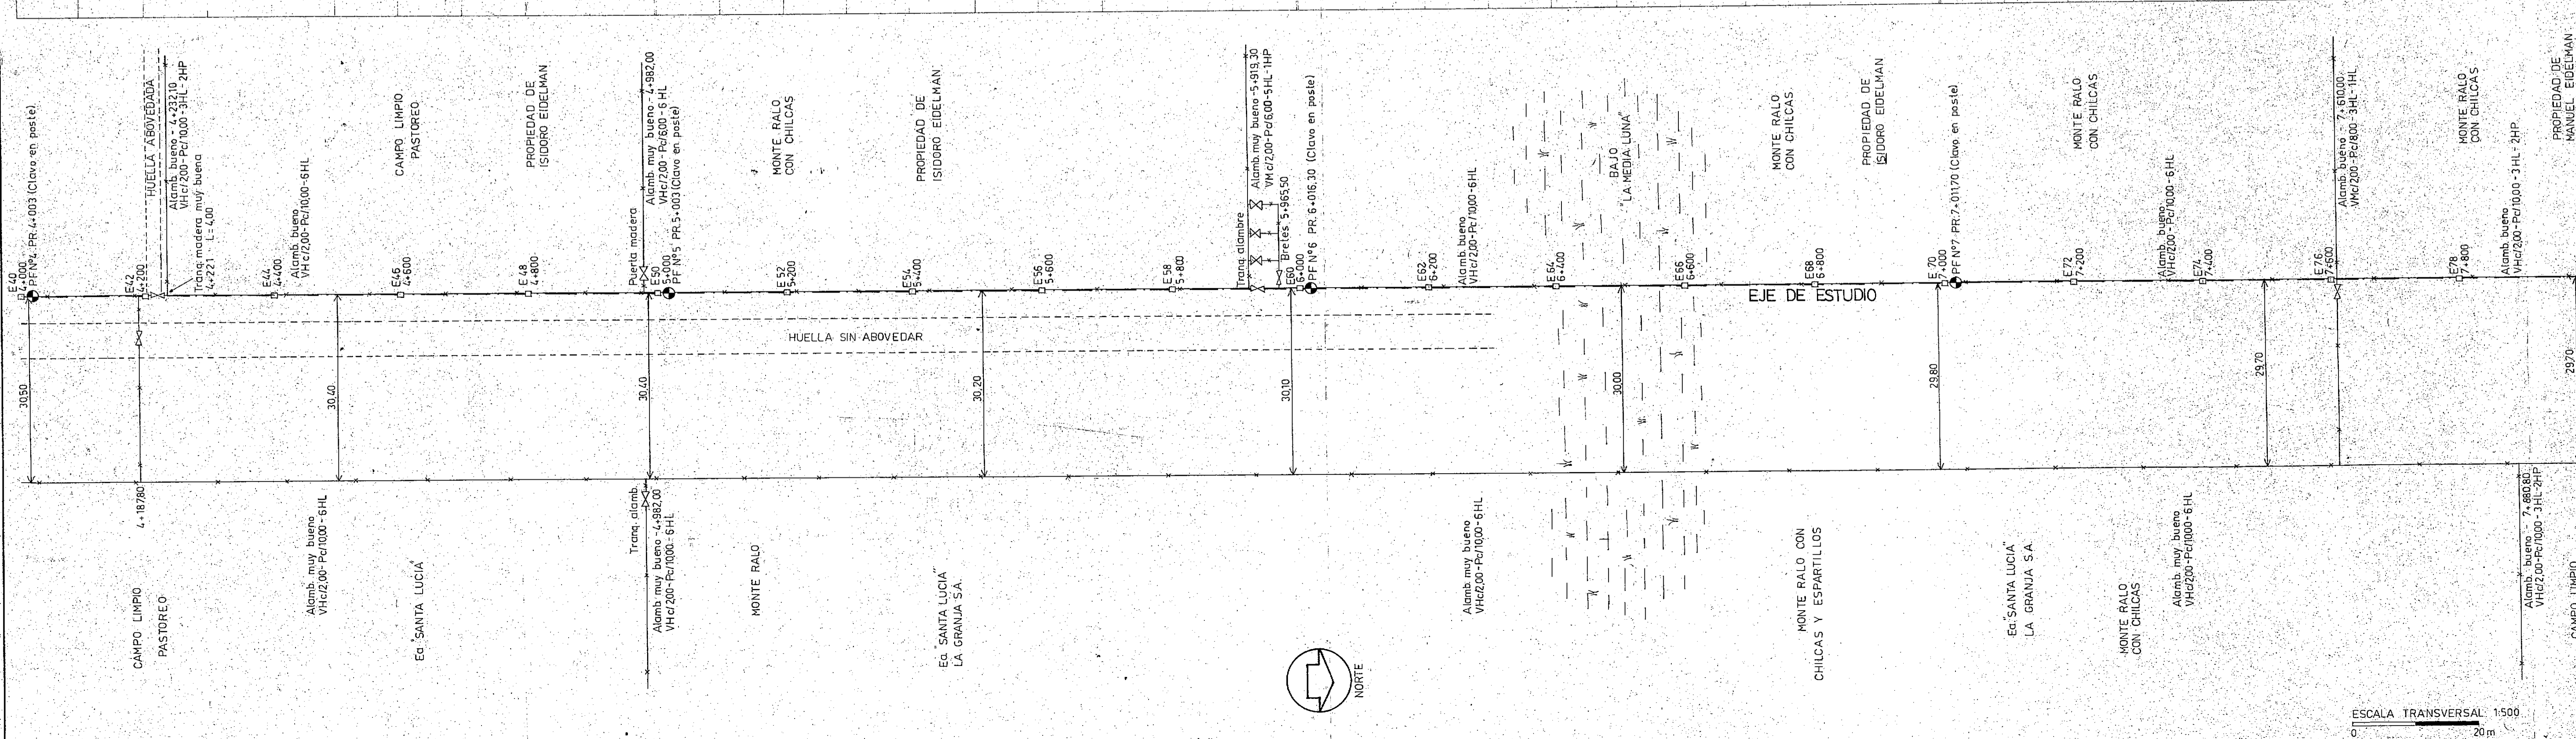 E 40
4+000
PF Nº4 PR.4+003 (Clavo en poste)
E42
4+200
HUELLA ABOVEDADA
Alamb. bueno - 4+232,10
VHc/2,00-Pc/10,00-3HL-2HP
Tranq. madera muy buena
4+221 L=4,00
E44
4+400
Alamb. bueno
VHc/2,00-Pc/10,00-6HL
CAMPO LIMPIO
PASTOREO
E46
4+600
E 48
4+800
PROPIEDAD DE
ISIDORO EIDELMAN
Puerta madera
Alamb. muy bueno - 4+982,00
VHc/2,00-Pc/6,00-6 HL
E50
5+000
PF Nº5 PR.5+003 (Clavo en poste)
MONTE RALO
CON CHILCAS
E 52
5+200
PROPIEDAD DE
ISIDORO EIDELMAN
E54
5+400
E56
5+600
E 58
5+800
Tranq. alambre
Alamb. muy bueno-5+919,30
VMc/2,00-Pc/6,00-5HL-1HP
Bretes 5+965,50
E60
6+000
PF Nº6 PR. 6+016,30 (Clavo en poste)
E 62
6+200
Alamb. bueno
VHc/2,00-Pc/10,00-6HL
E 64
6+400
BAJO
"LA MEDIA LUNA"
E66
6+600
MONTE RALO
CON CHILCAS
E68
6+800
PROPIEDAD DE
ISIDORO EIDELMAN
EJE DE ESTUDIO
E 70
7+000
PF Nº7 PR.7+011,70 (Clavo en poste)
MONTE RALO
CON CHILCAS
E 72
7+200
Alamb. bueno
VHc/2,00-Pc/10,00-6HL
E74
7+400
E76
7+600
Alamb. bueno - 7+610,00
VMc/2,00-Pc/8,00-3HL-1HL
MONTE RALO
CON CHILCAS
E78
7+800
Alamb. bueno
VHc/2,00-Pc/10,00-3HL-2HP
PROPIEDAD DE
MANUEL EIDELMAN
HUELLA SIN ABOVEDAR
30,50
30,40
30,40
30,20
30,10
30,00
29,80
29,70
29,70
4+187,80
CAMPO LIMPIO
PASTOREO
Alamb. muy bueno
VHc/2,00-Pc/10,00-6HL
Ea. "SANTA LUCIA"
Tranq. alamb.
Alamb. muy bueno-4+982,00
VHc/2,00-Pc/10,00-6HL
MONTE RALO
Ea. "SANTA LUCIA"
LA GRANJA S.A.
NORTE
Alamb. muy bueno
VHc/2,00-Pc/10,00-6HL
MONTE RALO CON
CHILCAS Y ESPARTILLOS
Ea. "SANTA LUCIA"
LA GRANJA S.A.
MONTE RALO
CON CHILCAS
Alamb. muy bueno
VHc/2,00-Pc/10,00-6HL
Alamb. bueno - 7+880,80
VHc/2,00-Pc/10,00-3HL-2HP
CAMPO LIMPIO
ESCALA TRANSVERSAL 1:500
0 20 m